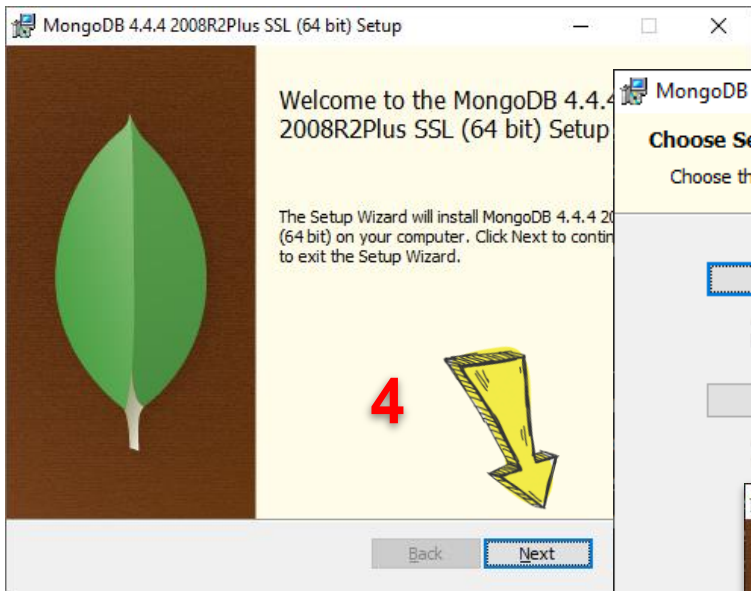 MongoDB 4.4.4 2008R2Plus SSL (64 bit) Setup
Welcome to the MongoDB 4.4.4
2008R2Plus SSL (64 bit) Setup
The Setup Wizard will install MongoDB 4.4.4
(64 bit) on your computer. Click Next to
to exit the Setup Wizard.
4
Back
Next
MongoDB
Choose
Choose